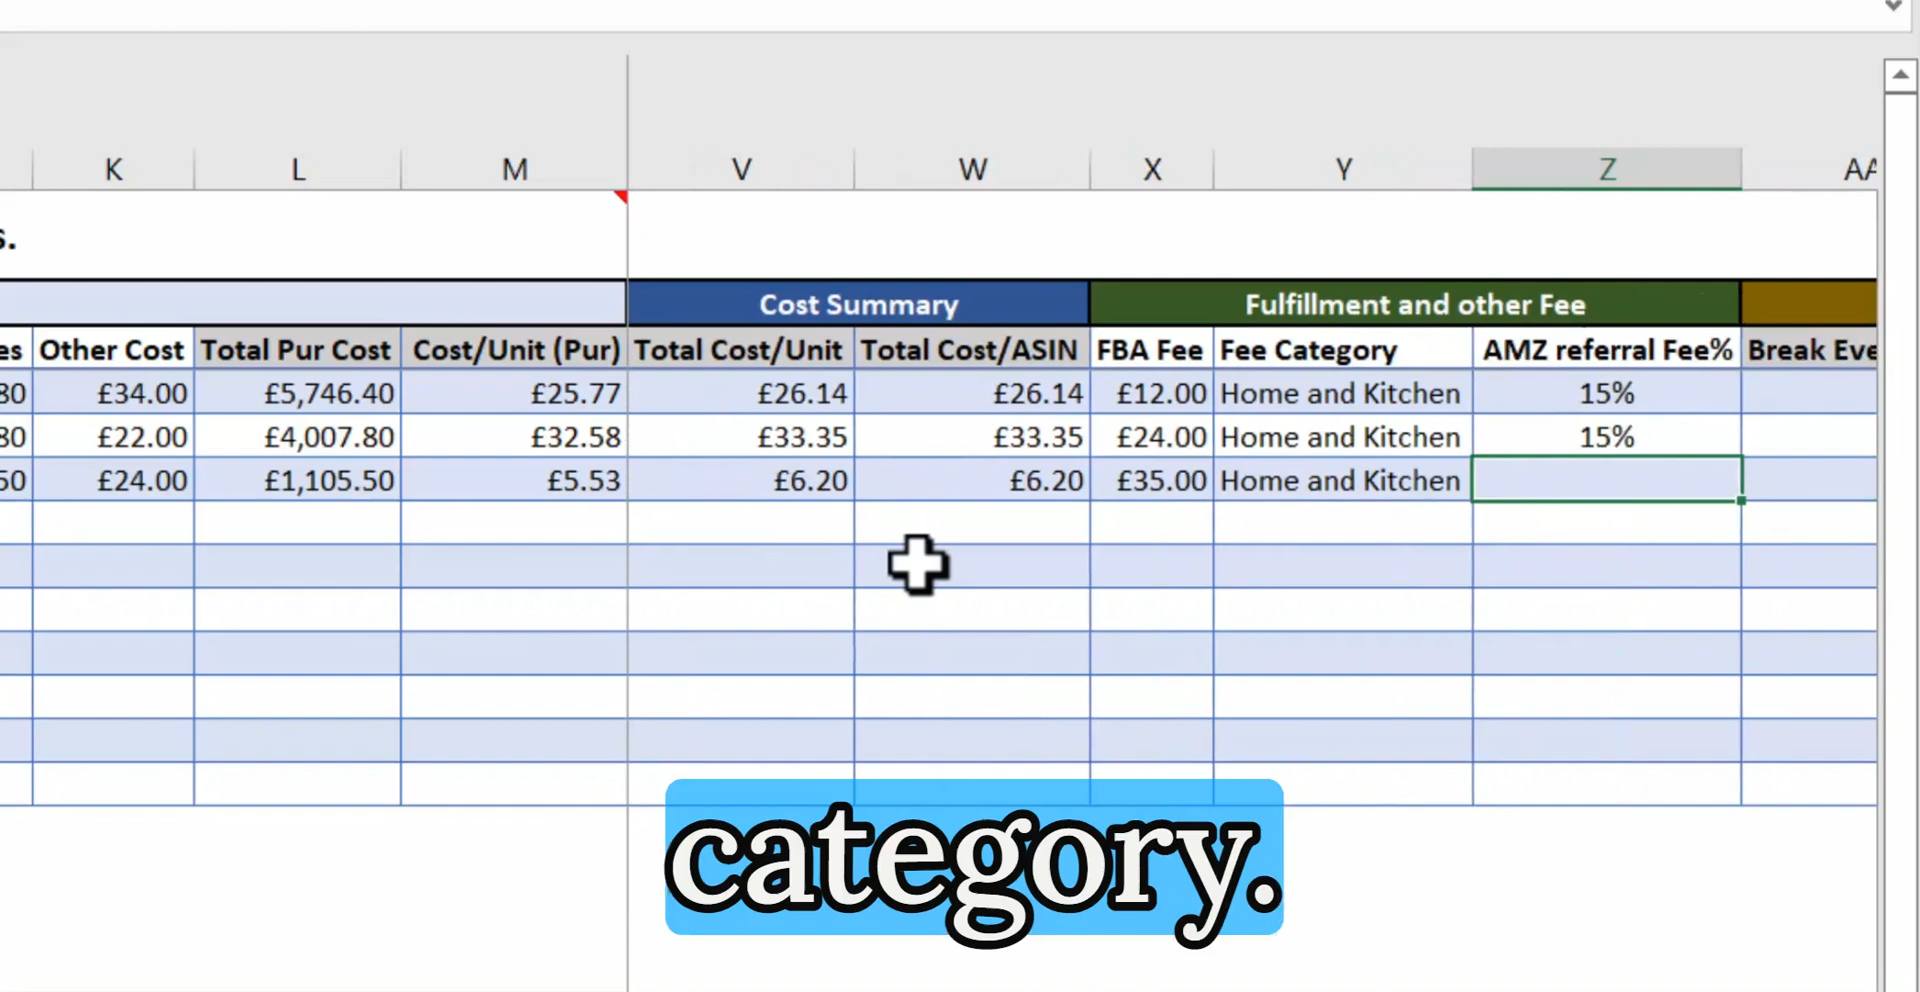 K L M V W X Y Z AA
s.
Cost Summary Fulfillment and other Fee
es Other Cost Total Pur Cost Cost/Unit (Pur) Total Cost/Unit Total Cost/ASIN FBA Fee Fee Category AMZ referral Fee% Break Eve
80 £34.00 £5,746.40 £25.77 £26.14 £26.14 £12.00 Home and Kitchen 15%
80 £22.00 £4,007.80 £32.58 £33.35 £33.35 £24.00 Home and Kitchen 15%
50 £24.00 £1,105.50 £5.53 £6.20 £6.20 £35.00 Home and Kitchen
category.